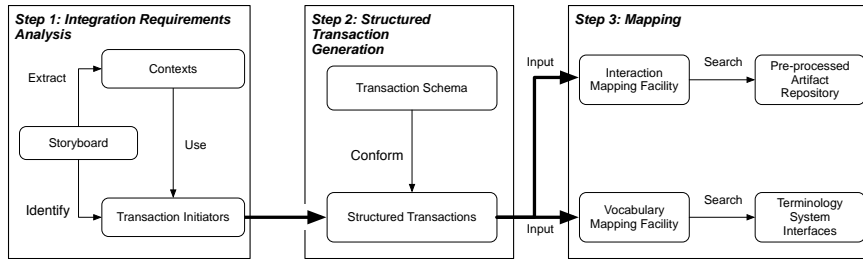 Step 1: Integration Requirements
Analysis
Extract
Contexts
Storyboard
Use
Identify
Transaction Initiators
Step 2: Structured
Transaction
Generation
Transaction Schema
Conform
Structured Transactions
Input
Input
Step 3: Mapping
Interaction
Mapping Facility
Search
Pre-processed
Artifact
Repository
Vocabulary
Mapping Facility
Search
Terminology
System
Interfaces